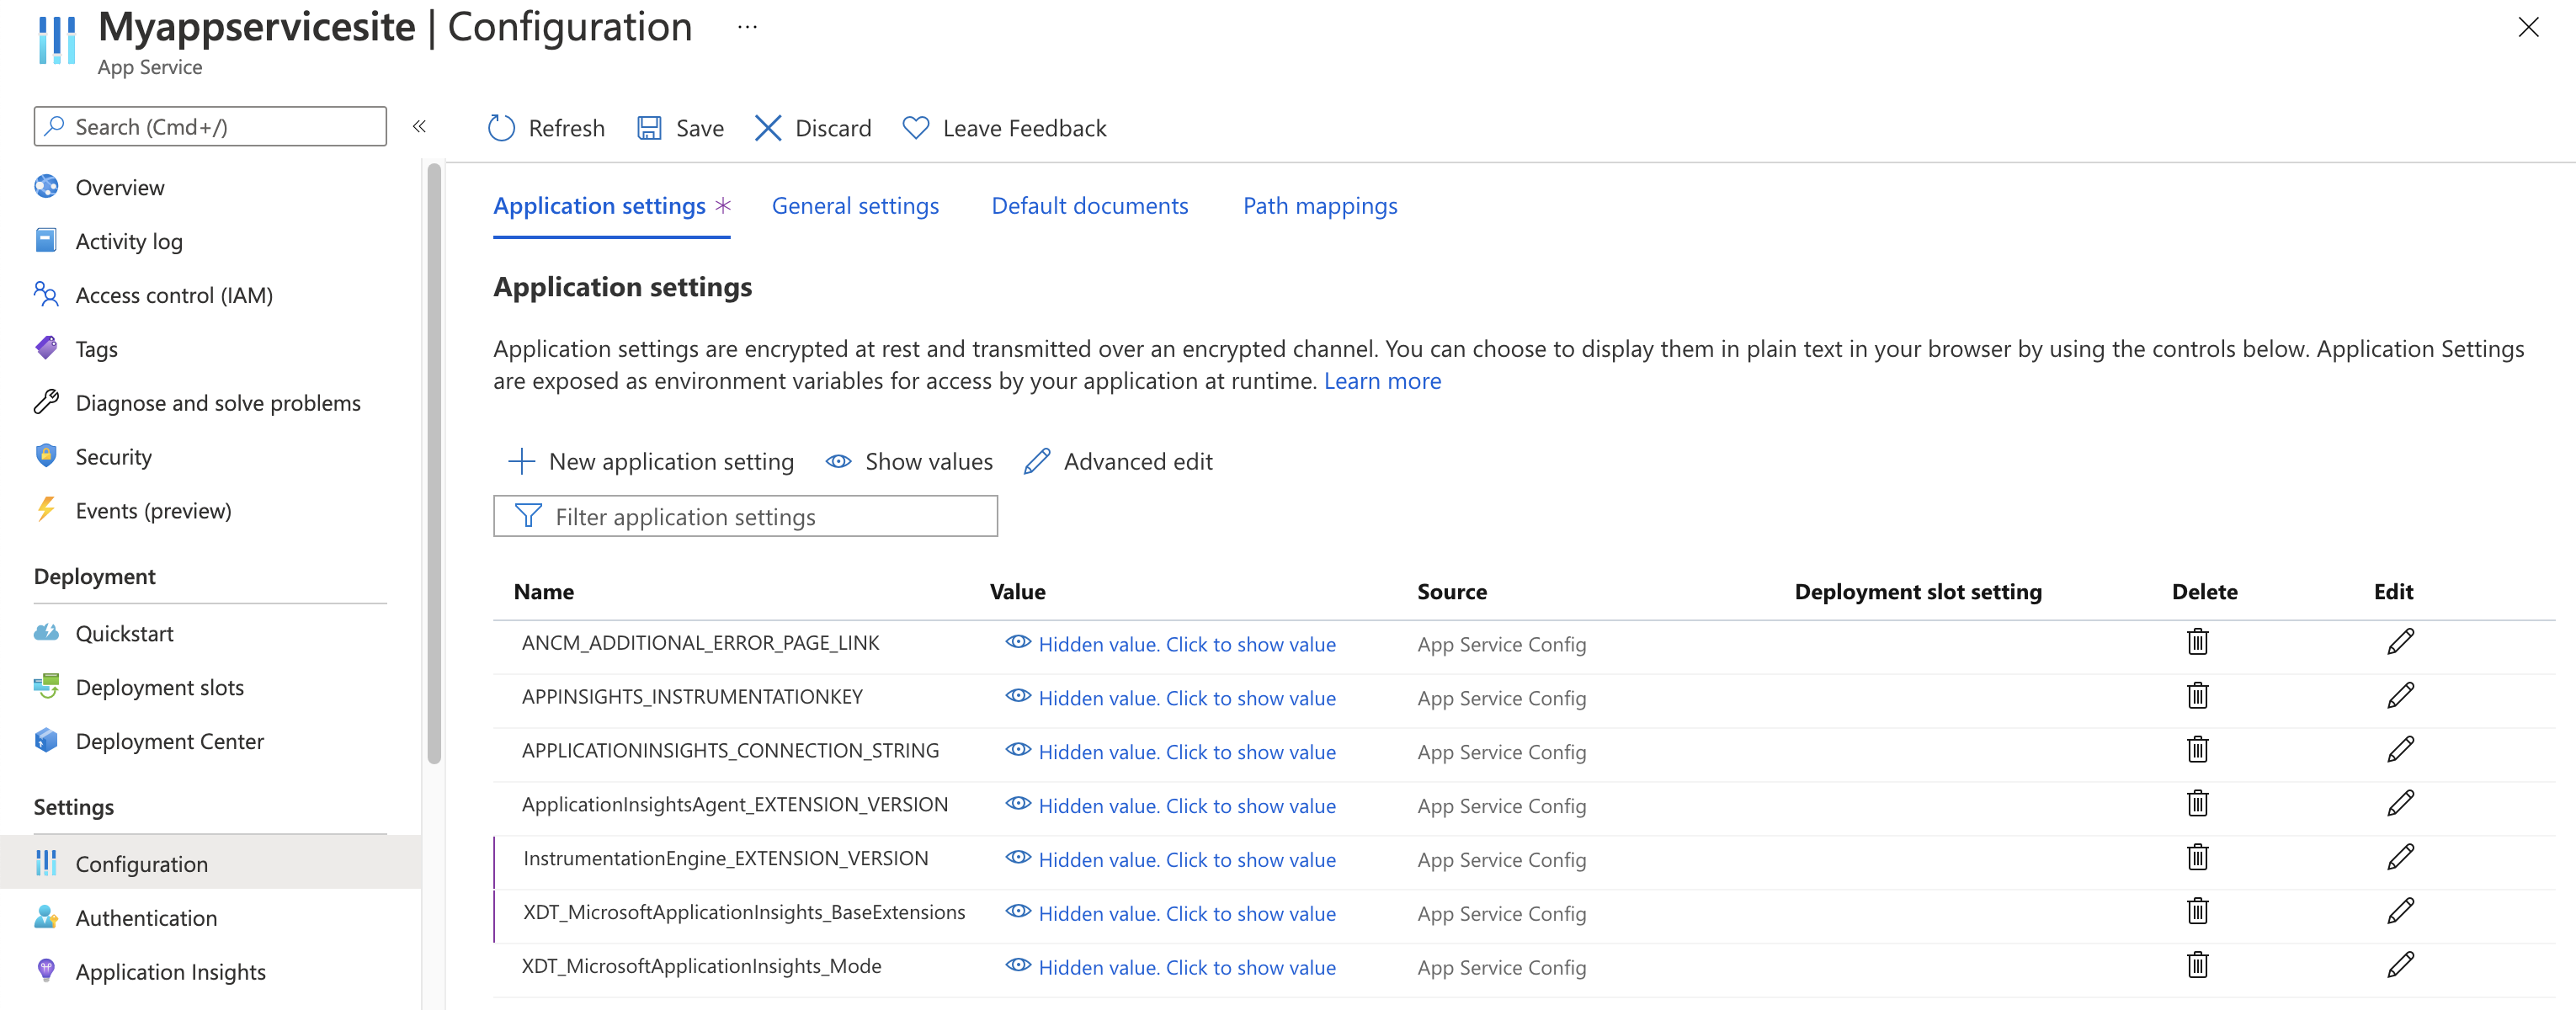 Myappservicesite | Configuration ...
App Service
Search (Cmd+/)
«
Overview
Activity log
Access control (IAM)
Tags
Diagnose and solve problems
Security
Events (preview)
Deployment
Quickstart
Deployment slots
Deployment Center
Settings
Configuration
Authentication
Application Insights
Refresh Save Discard Leave Feedback
Application settings * General settings Default documents Path mappings
Application settings
Application settings are encrypted at rest and transmitted over an encrypted channel. You can choose to display them in plain text in your browser by using the controls below. Application Settings
are exposed as environment variables for access by your application at runtime. Learn more
New application setting Show values Advanced edit
Filter application settings
Name Value Source Deployment slot setting Delete Edit
ANCM_ADDITIONAL_ERROR_PAGE_LINK Hidden value. Click to show value App Service Config
APPINSIGHTS_INSTRUMENTATIONKEY Hidden value. Click to show value App Service Config
APPLICATIONINSIGHTS_CONNECTION_STRING Hidden value. Click to show value App Service Config
ApplicationInsightsAgent_EXTENSION_VERSION Hidden value. Click to show value App Service Config
InstrumentationEngine_EXTENSION_VERSION Hidden value. Click to show value App Service Config
XDT_MicrosoftApplicationInsights_BaseExtensions Hidden value. Click to show value App Service Config
XDT_MicrosoftApplicationInsights_Mode Hidden value. Click to show value App Service Config